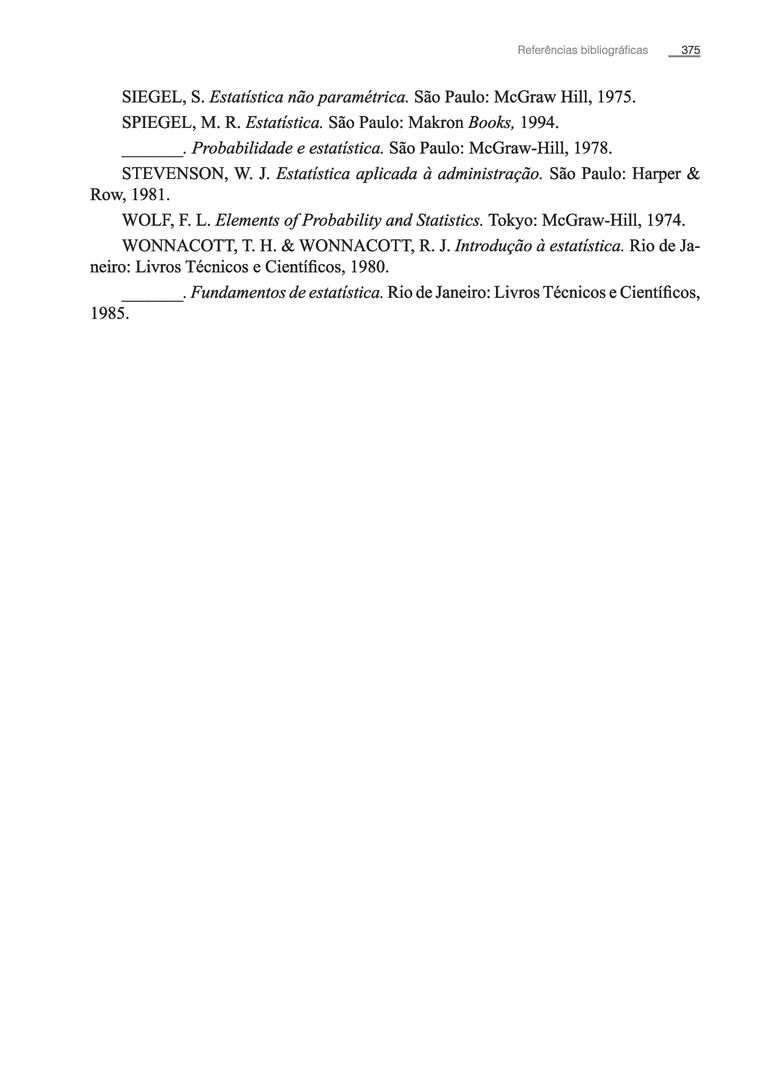 Referências bibliográficas 375
SIEGEL, S. Estatística não paramétrica. São Paulo: McGraw Hill, 1975.
SPIEGEL, M. R. Estatística. São Paulo: Makron Books, 1994.
_______. Probabilidade e estatística. São Paulo: McGraw-Hill, 1978.
STEVENSON, W. J. Estatística aplicada à administração. São Paulo: Harper &
Row, 1981.
WOLF, F. L. Elements of Probability and Statistics. Tokyo: McGraw-Hill, 1974.
WONNACOTT, T. H. & WONNACOTT, R. J. Introdução à estatística. Rio de Ja-
neiro: Livros Técnicos e Científicos, 1980.
_______. Fundamentos de estatística. Rio de Janeiro: Livros Técnicos e Científicos,
1985.